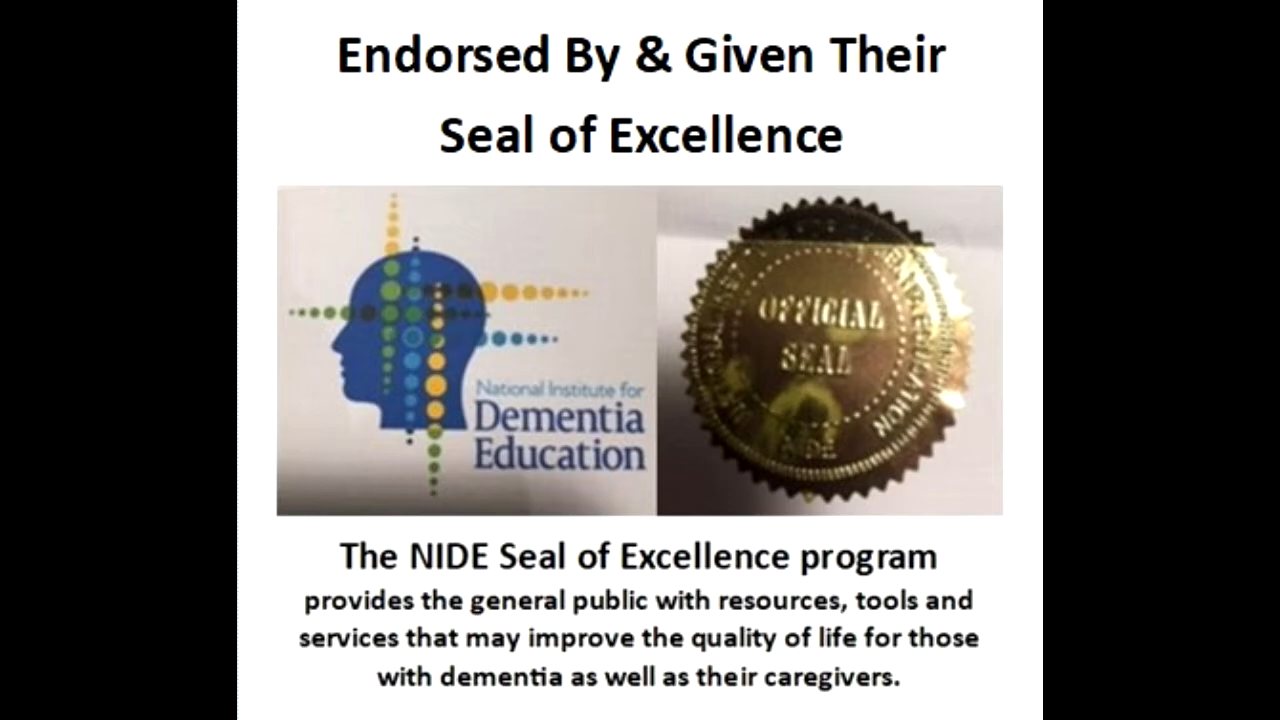 Endorsed By & Given Their
Seal of Excellence
National Institute for
Dementia
Education
OFFICIAL
SEAL
The NIDE Seal of Excellence program
provides the general public with resources, tools and
services that may improve the quality of life for those
with dementia as well as their caregivers.